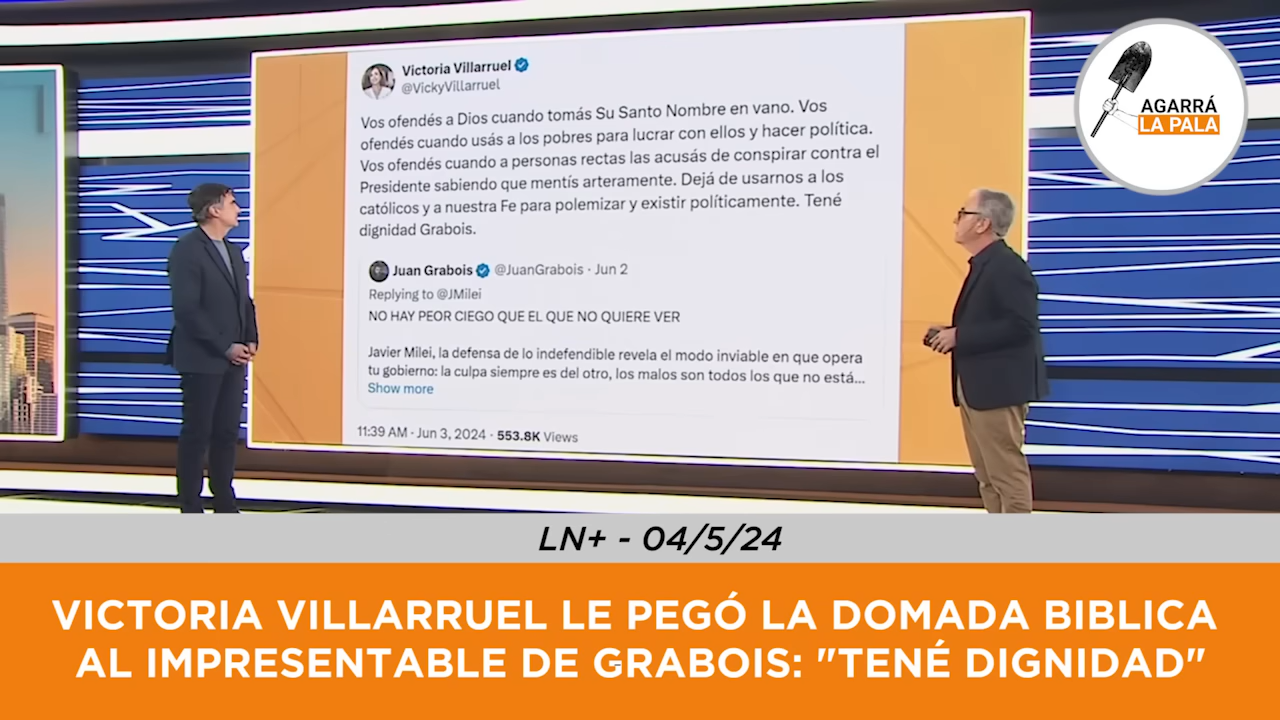 Victoria Villarruel
@VickyVillarruel
Vos ofendés a Dios cuando tomás Su Santo Nombre en vano. Vos
ofendés cuando usás a los pobres para lucrar con ellos y hacer política.
Vos ofendés cuando a personas rectas las acusás de conspirar contra el
Presidente sabiendo que mentís arteramente. Dejá de usarnos a los
católicos y a nuestra Fe para polemizar y existir políticamente. Tené
dignidad Grabois.
Juan Grabois @JuanGrabois · Jun 2
Replying to @JMilei
NO HAY PEOR CIEGO QUE EL QUE NO QUIERE VER
Javier Milei, la defensa de lo indefendible revela el modo inviable en que opera
tu gobierno: la culpa siempre es del otro, los malos son todos los que no está...
Show more
11:39 AM · Jun 3, 2024 · 553.8K Views
AGARRÁ
LA PALA
LN+ - 04/5/24
VICTORIA VILLARRUEL LE PEGÓ LA DOMADA BIBLICA
AL IMPRESENTABLE DE GRABOIS: "TENÉ DIGNIDAD"